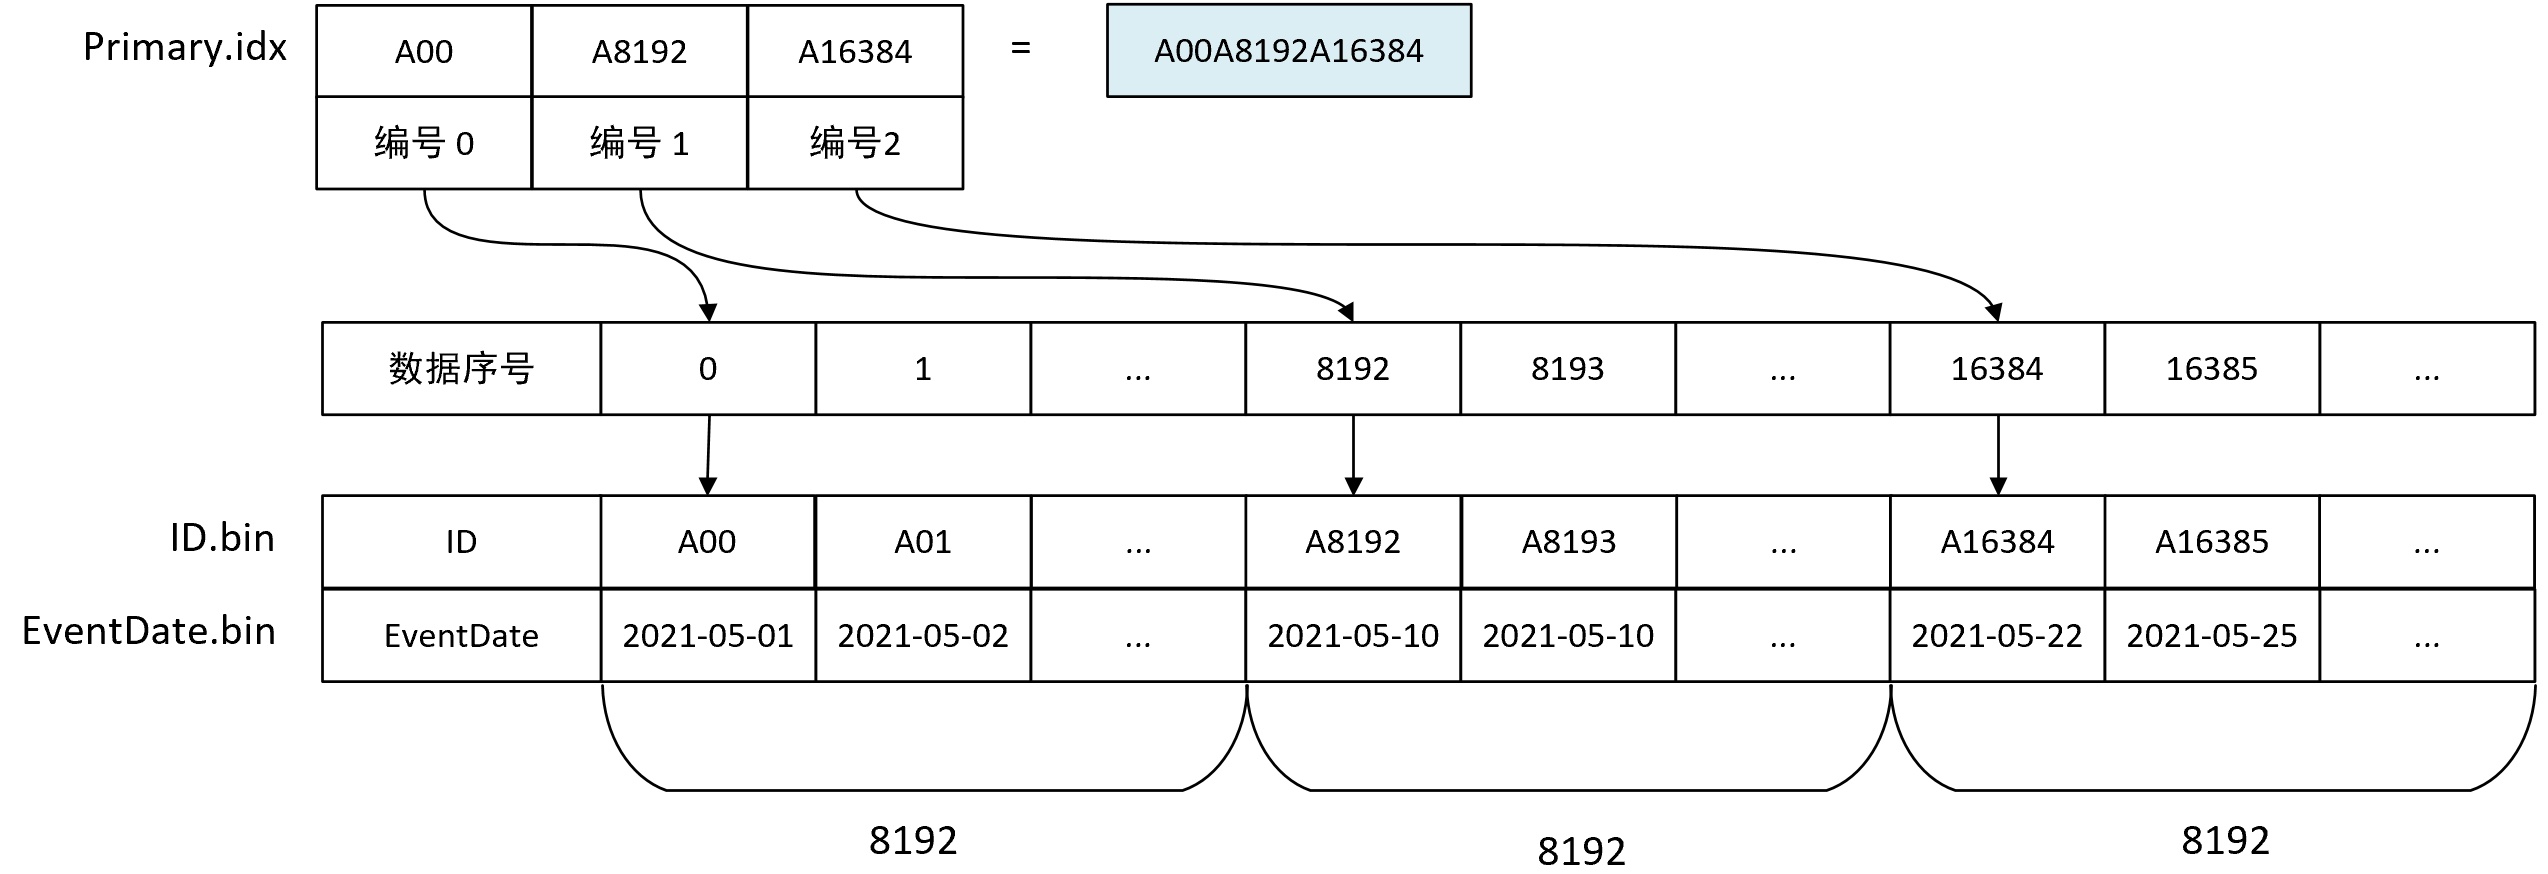 Primary.idx A00 A8192 A16384 = A00A8192A16384
编号 0 编号 1 编号2
数据序号 0 1 ... 8192 8193 ... 16384 16385 ...
ID.bin ID A00 A01 ... A8192 A8193 ... A16384 A16385 ...
EventDate.bin EventDate 2021-05-01 2021-05-02 ... 2021-05-10 2021-05-10 ... 2021-05-22 2021-05-25 ...
8192 8192 8192